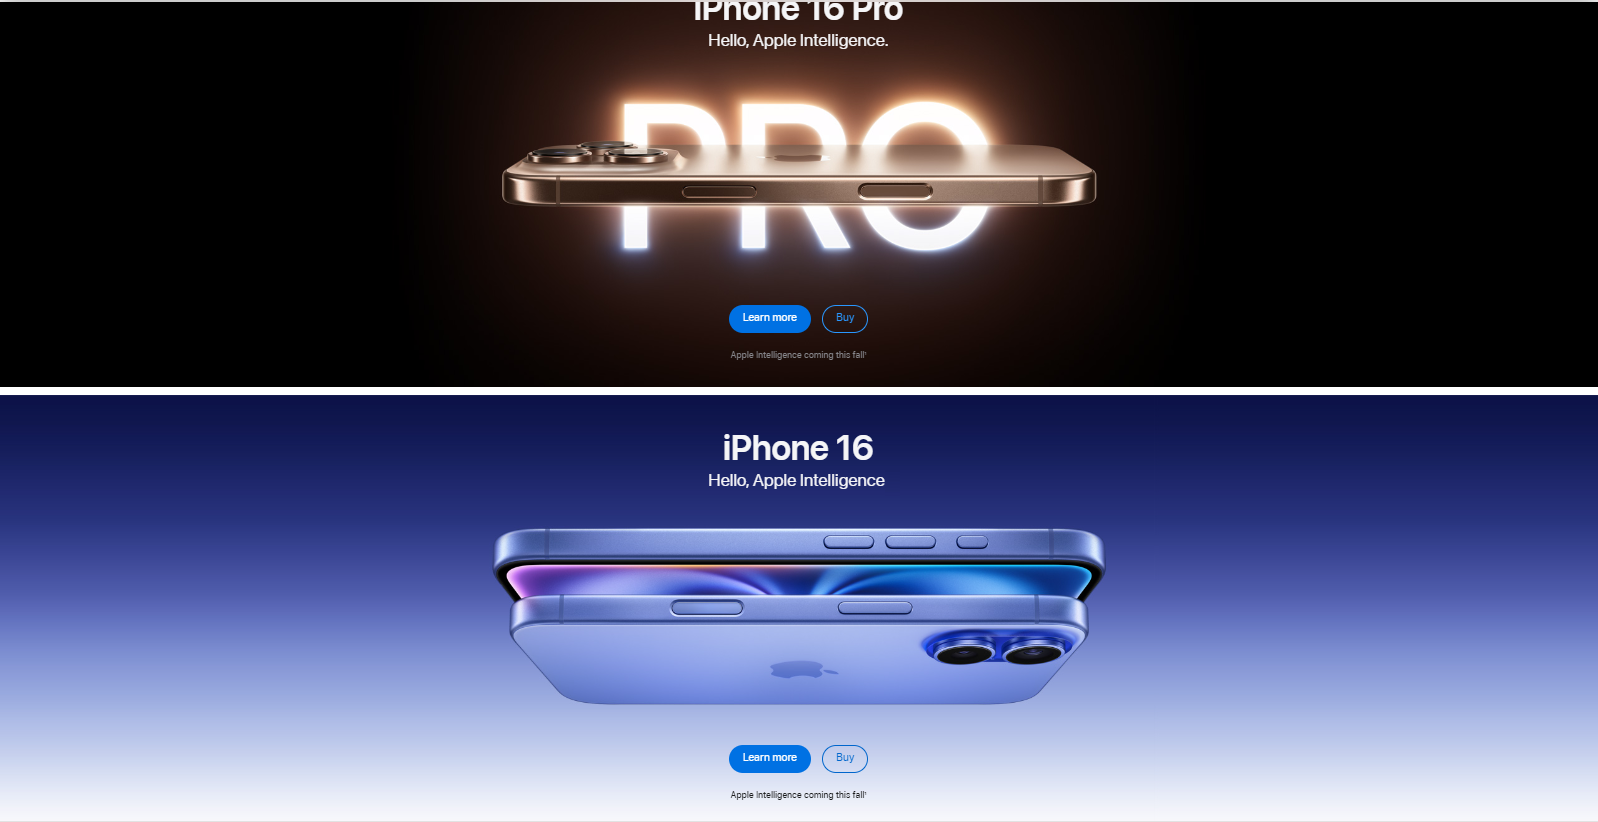 iPhone 16 Pro
Hello, Apple Intelligence.
PRO
Learn more
Buy
Apple Intelligence coming this fall¹
iPhone 16
Hello, Apple Intelligence
Learn more
Buy
Apple Intelligence coming this fall¹